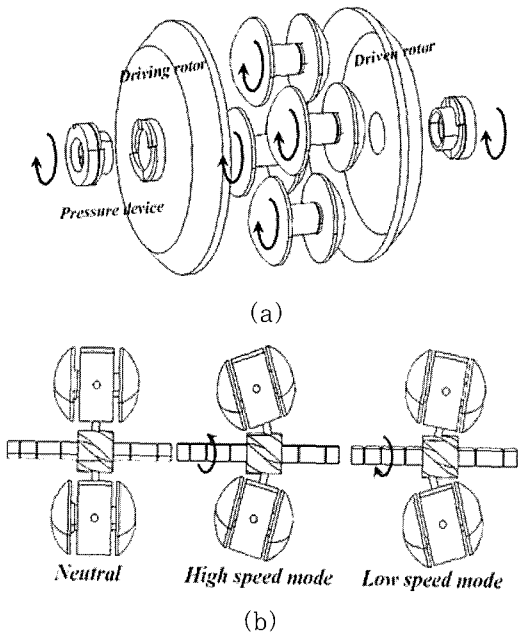 Driving rotor
Driven rotor
Pressure device
(a)
Neutral
High speed mode
Low speed mode
(b)